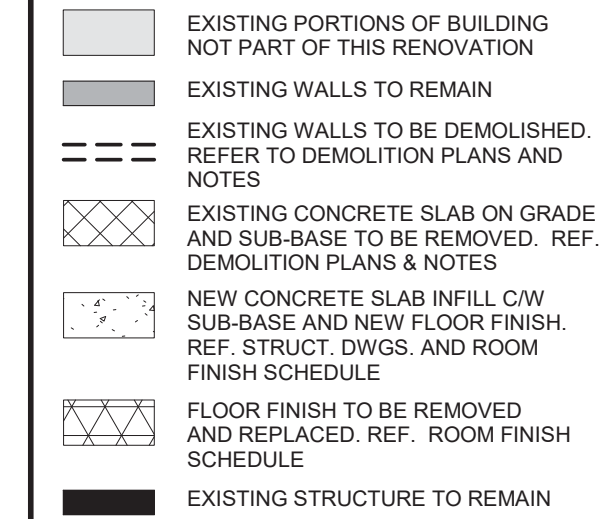 EXISTING PORTIONS OF BUILDING
NOT PART OF THIS RENOVATION
EXISTING WALLS TO REMAIN
EXISTING WALLS TO BE DEMOLISHED.
REFER TO DEMOLITION PLANS AND
NOTES
EXISTING CONCRETE SLAB ON GRADE
AND SUB-BASE TO BE REMOVED.  REF.
DEMOLITION PLANS & NOTES
NEW CONCRETE SLAB INFILL C/W
SUB-BASE AND NEW FLOOR FINISH.
REF. STRUCT. DWGS. AND ROOM
FINISH SCHEDULE
FLOOR FINISH TO BE REMOVED
AND REPLACED. REF.  ROOM FINISH
SCHEDULE
EXISTING STRUCTURE TO REMAIN